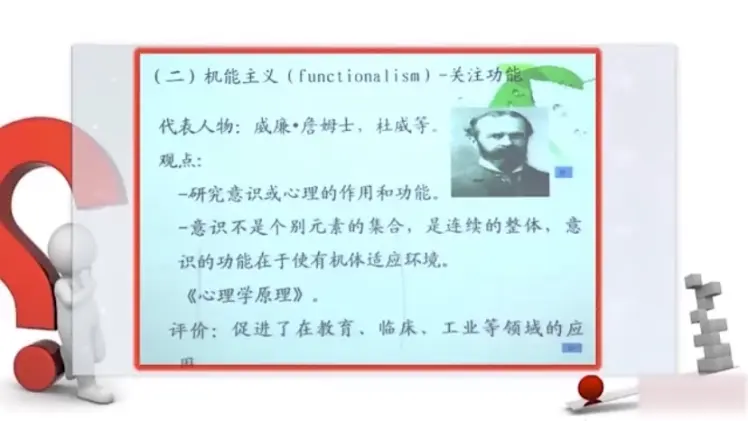 （二）机能主义（functionalism）-关注功能
代表人物：威廉•詹姆士，杜威等。
观点：
-研究意识或心理的作用和功能。
-意识不是个别元素的集合，是连续的整体，意
识的功能在于使有机体适应环境。
《心理学原理》。
评价：促进了在教育、临床、工业等领域的应